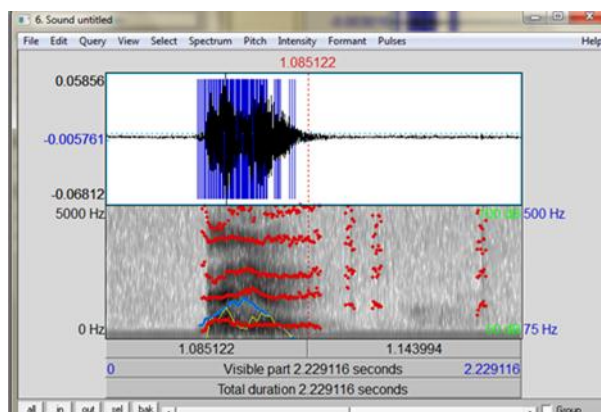 6. Sound untitled
File Edit Query View Select Spectrum Pitch Intensity Formant Pulses Help
1.085122
0.05856
-0.005761
-0.06812
5000 Hz 500 Hz
0 Hz 75 Hz
1.085122 1.143994
0 Visible part 2.229116 seconds 2.229116
Total duration 2.229116 seconds
all in out sel bak Group